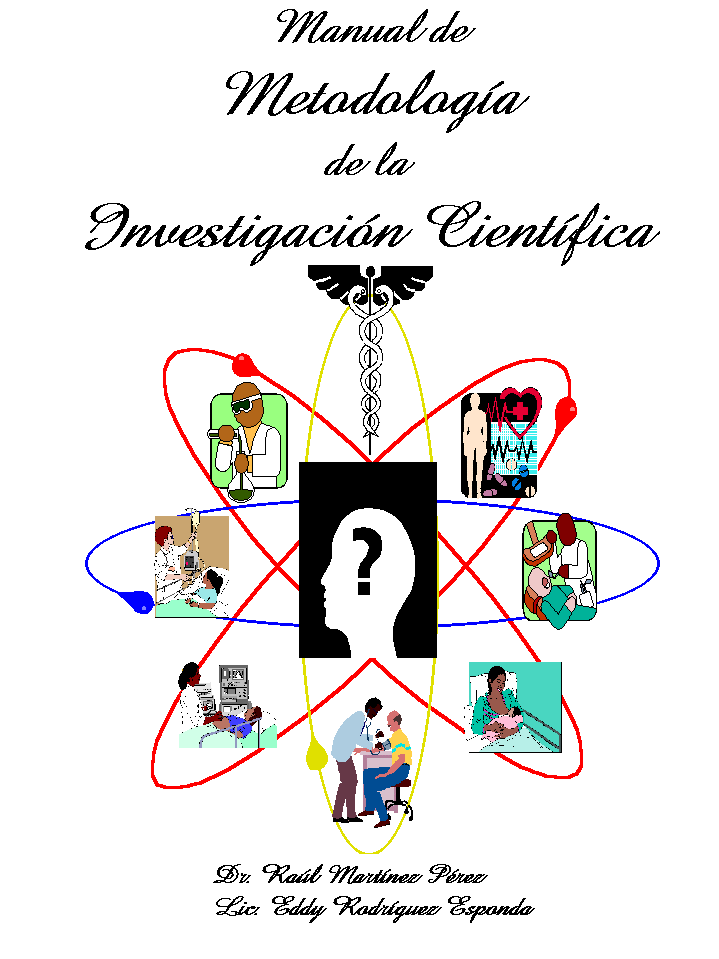 Manual de
Metodología
de la
Investigación Científica
?
Dr. Raúl Martínez Pérez
Lic. Eddy Rodríguez Esponda